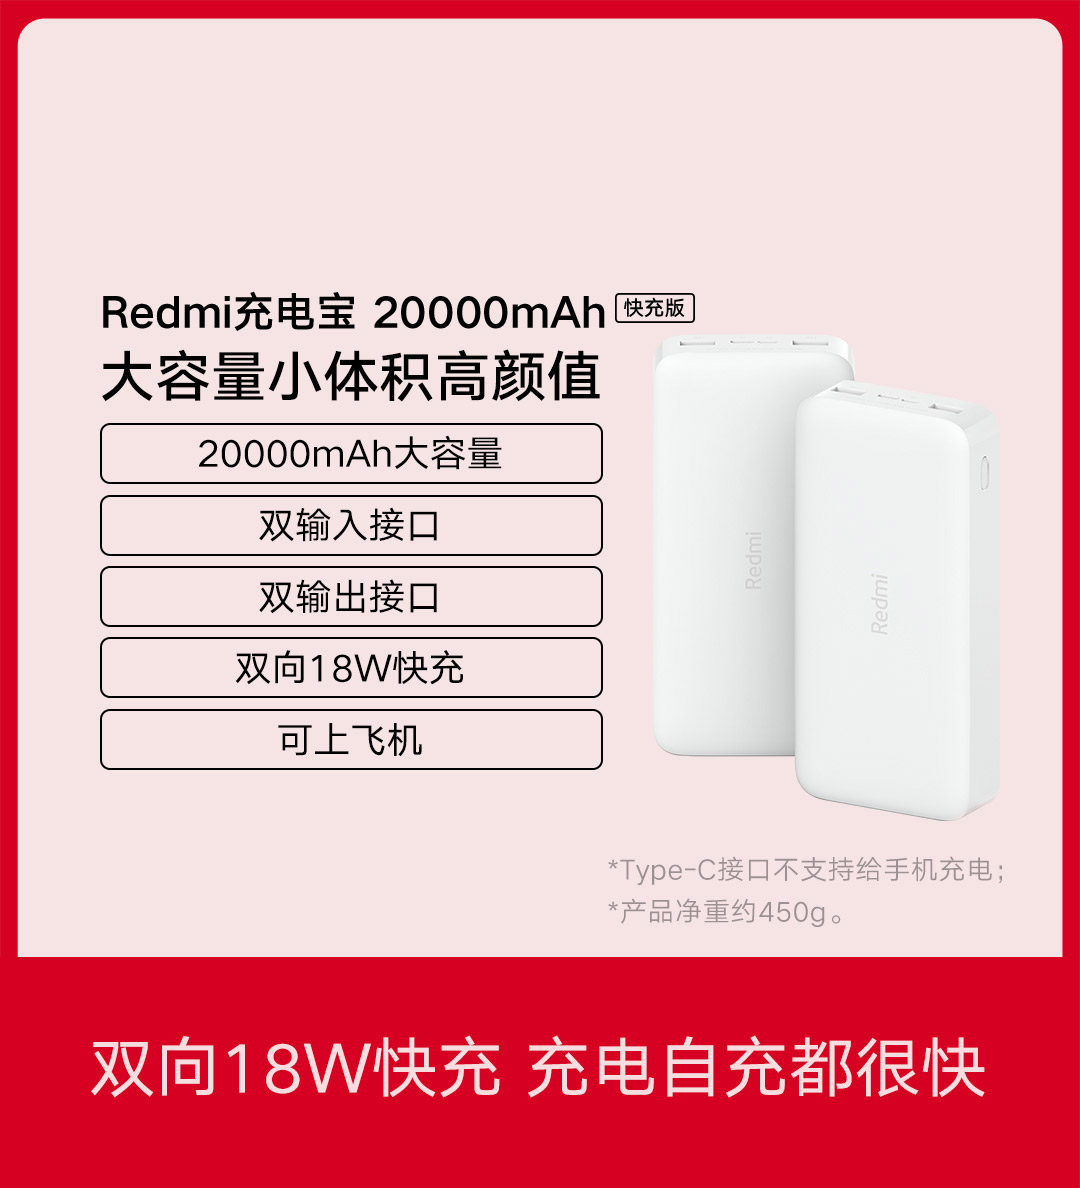 Redmi充电宝 20000mAh 快充版
大容量小体积高颜值
20000mAh大容量
双输入接口
双输出接口
双向18W快充
可上飞机
Redmi
Redmi
*Type-C接口不支持给手机充电；
*产品净重约450g。
双向18W快充 充电自充都很快